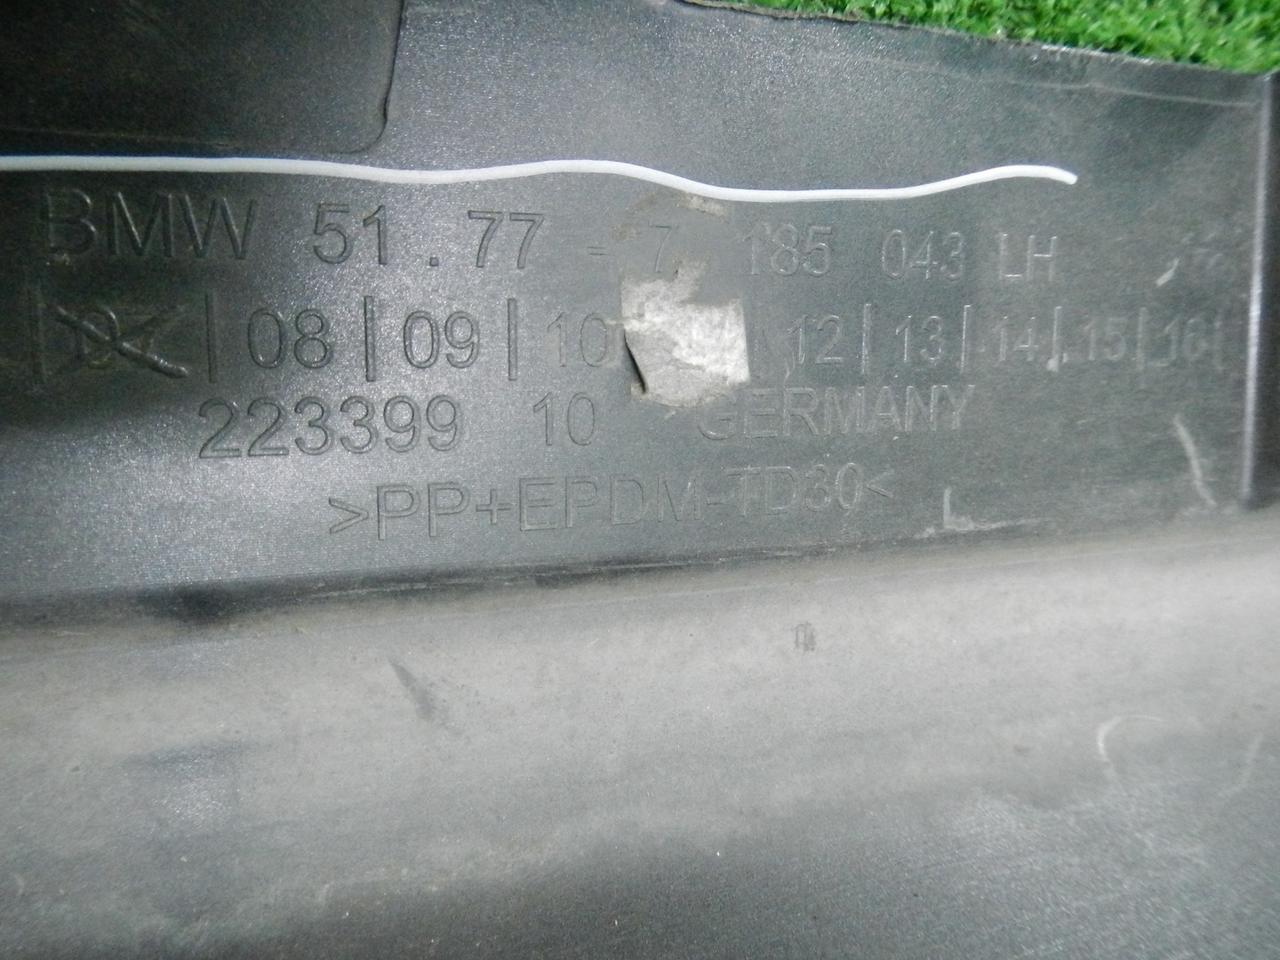 BMW 51.77 - 7 185 043 LH
| 08 | 09 | 10 12 | 13 | 14 | 15 | 16 |
223399 10 GERMANY
>PP+EPDM-TD30<